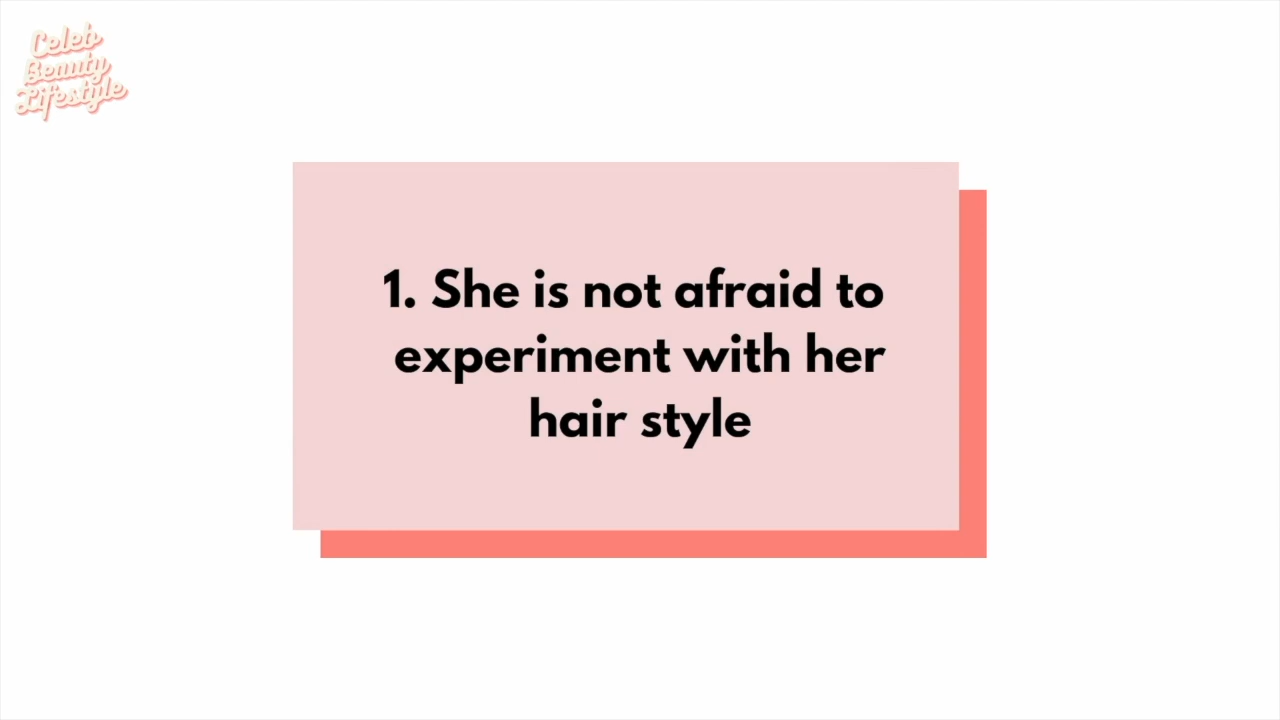 Celeb
Beauty
Lifestyle
1. She is not afraid to
experiment with her
hair style